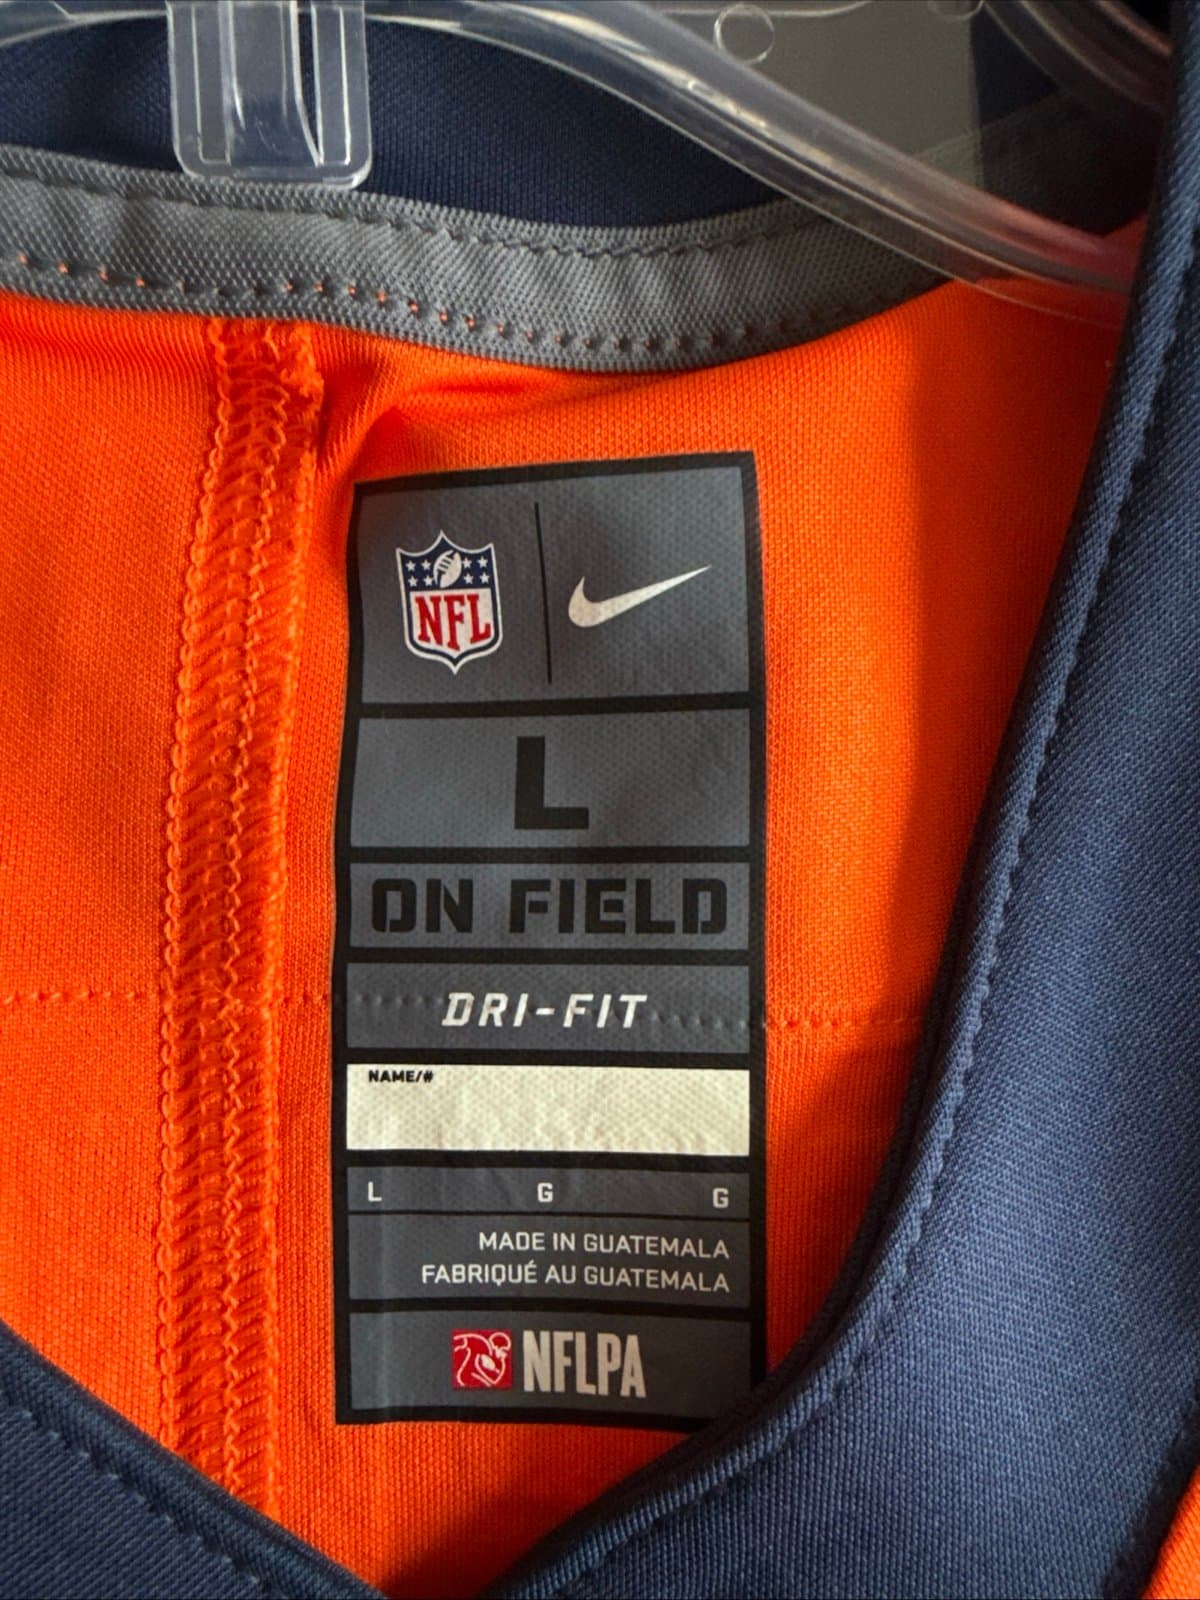 NFL
L
ON FIELD
DRI-FIT
NAME/#
L G G
MADE IN GUATEMALA
FABRIQUÉ AU GUATEMALA
NFLPA